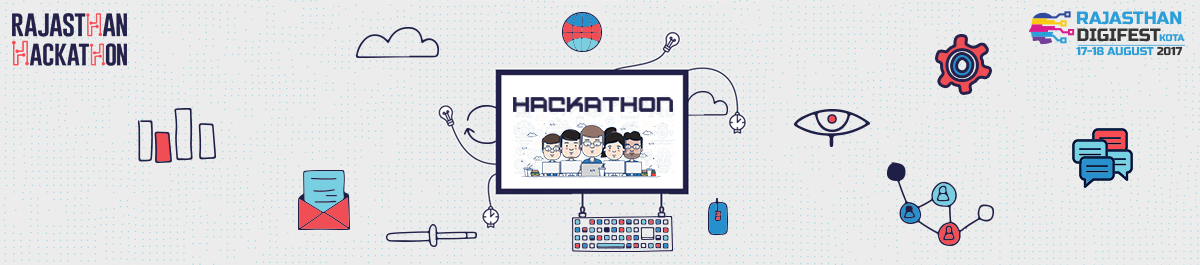 RAJASTHAN
HACKATHON
RAJASTHAN
DIGIFEST KOTA
17-18 AUGUST 2017
HACKATHON